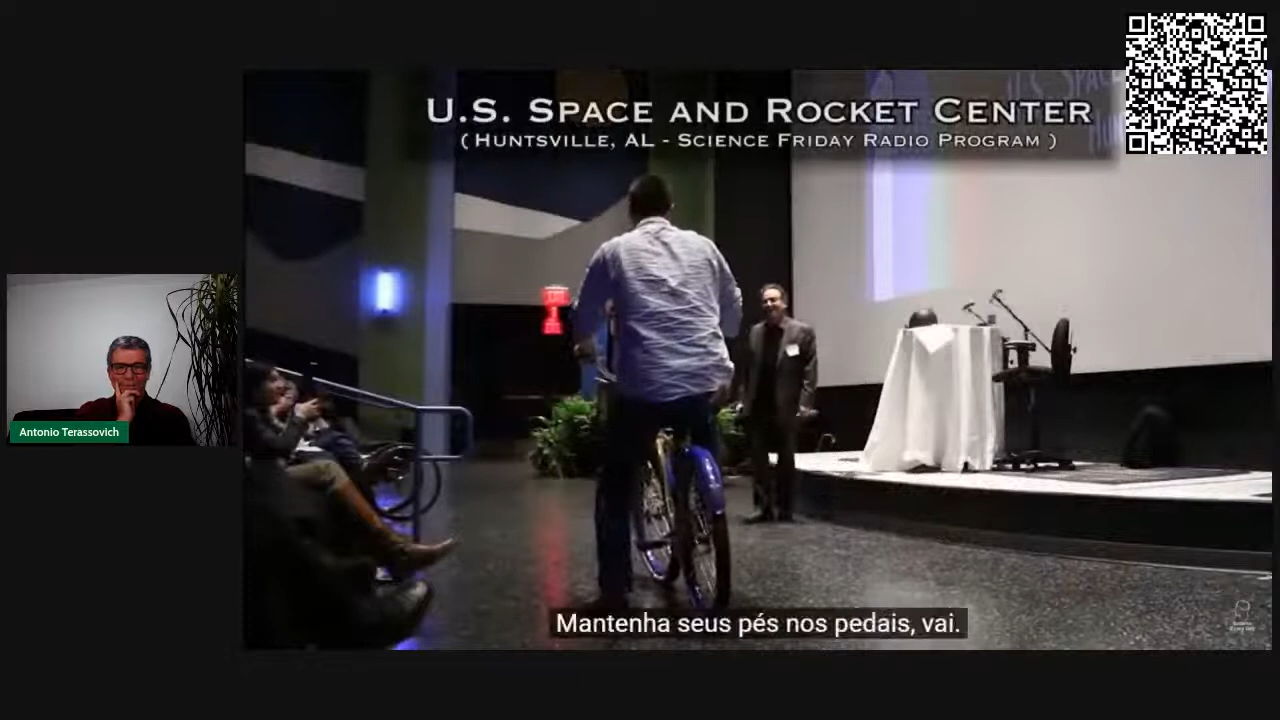 U.S. Space and Rocket Center
( Huntsville, AL - Science Friday Radio Program )
Antonio Terassovich
Mantenha seus pés nos pedais, vai.